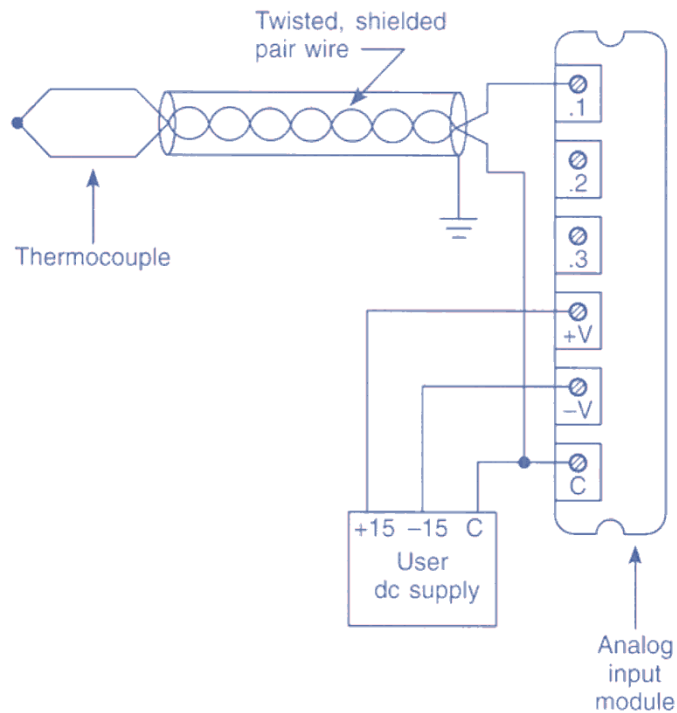 Twisted, shielded
pair wire
.1
.2
Thermocouple
.3
+V
–V
C
+15 –15 C
User
dc supply
Analog
input
module